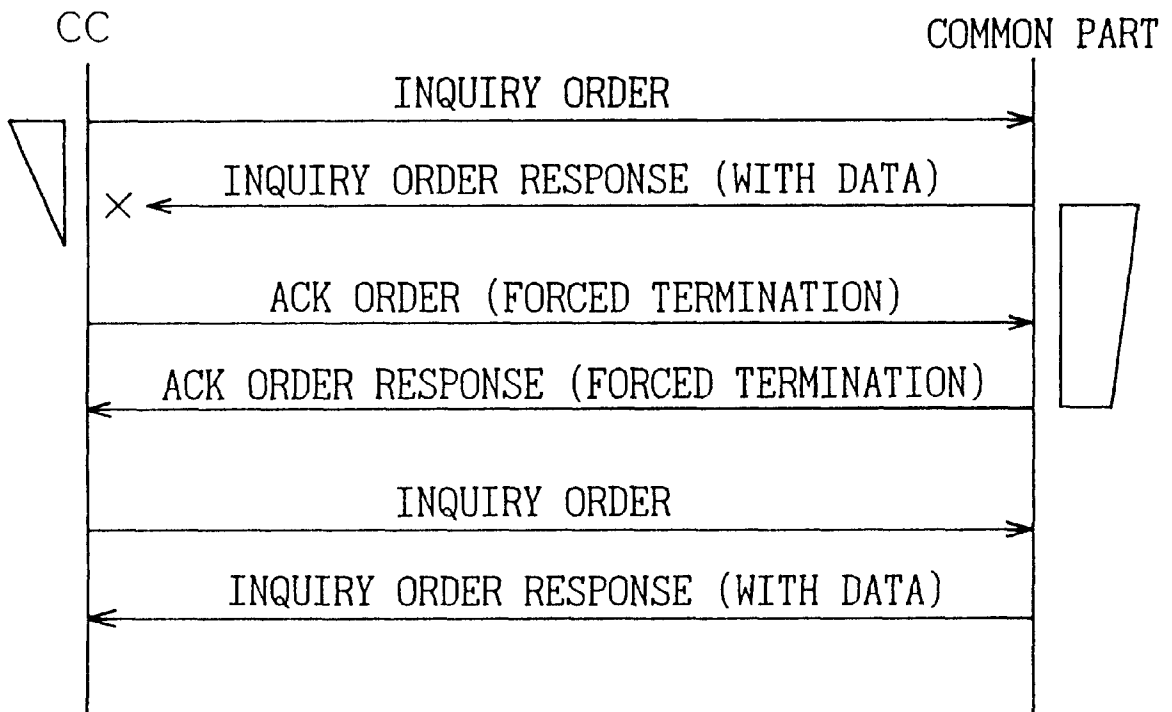 CC
COMMON PART
INQUIRY ORDER
INQUIRY ORDER RESPONSE (WITH DATA)
ACK ORDER (FORCED TERMINATION)
ACK ORDER RESPONSE (FORCED TERMINATION)
INQUIRY ORDER
INQUIRY ORDER RESPONSE (WITH DATA)